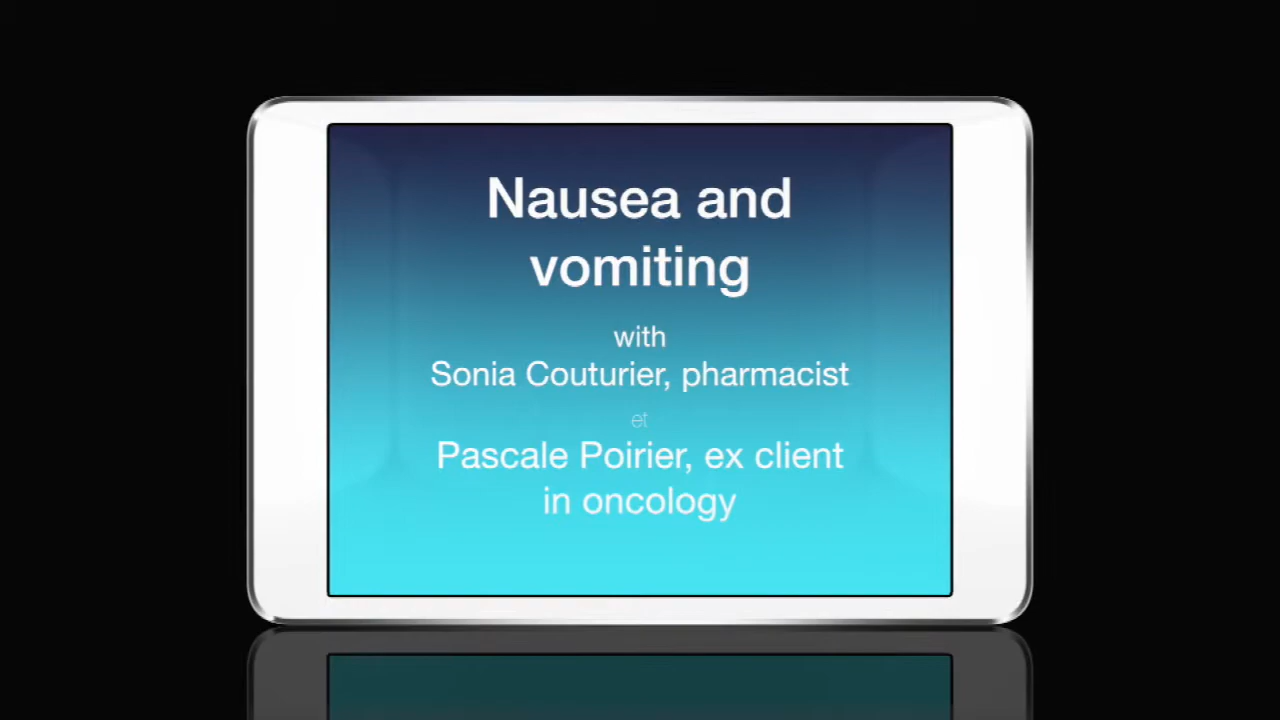 Nausea and
vomiting
with
Sonia Couturier, pharmacist
et
Pascale Poirier, ex client
in oncology